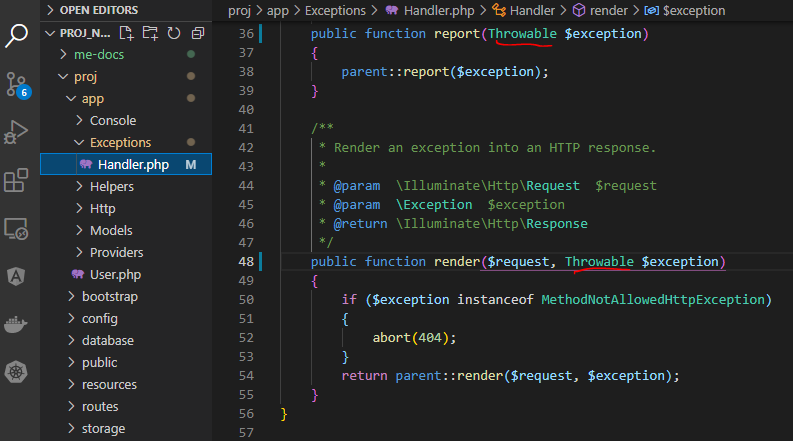 OPEN EDITORS
PROJ_N...
me-docs
proj
app
Console
Exceptions
Handler.php M
Helpers
Http
Models
Providers
User.php
bootstrap
config
database
public
resources
routes
storage
6
proj > app > Exceptions > Handler.php > Handler > render > $exception
36 public function report(Throwable $exception)
37 {
38 parent::report($exception);
39 }
40
41 /**
42 * Render an exception into an HTTP response.
43 *
44 * @param \Illuminate\Http\Request $request
45 * @param \Exception $exception
46 * @return \Illuminate\Http\Response
47 */
48 public function render($request, Throwable $exception)
49 {
50 if ($exception instanceof MethodNotAllowedHttpException)
51 {
52 abort(404);
53 }
54 return parent::render($request, $exception);
55 }
56 }
57